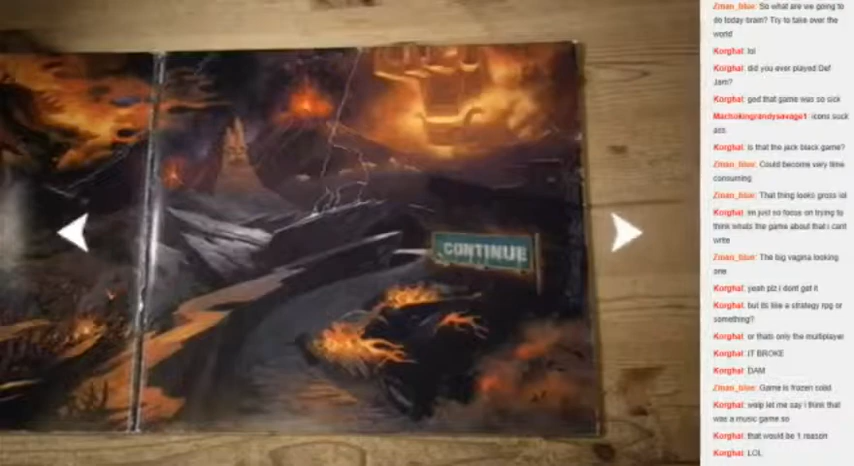 Zman_blue: So what are we going to
do today brain? Try to take over the
world
Korghal: lol
Korghal: did you ever played Def
Jam?
Korghal: god that game was so sick
Machokingrandysavage1: icons suck
ass
Korghal: Is that the jack black game?
Zman_blue: Could become very time
consuming
Zman_blue: That thing looks gross lol
Korghal: im just so focus on trying to
think whats the game about that i cant
write
Zman_blue: The big vagina looking
one
Korghal: yeah plz i dont get it
Korghal: but its like a strategy rpg or
something?
Korghal: or thats only the multiplayer
Korghal: IT BROKE
Korghal: DAM
Zman_blue: Game is frozen solid
Korghal: welp let me say i think that
was a music game so
Korghal: that would be 1 reason
Korghal: LOL
CONTINUE